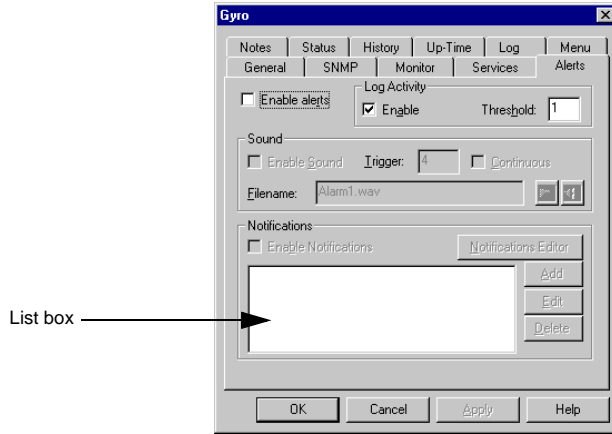 Gyro
Notes Status History Up-Time Log Menu
General SNMP Monitor Services Alerts
Enable alerts
Log Activity
Enable Threshold: 1
Sound
Enable Sound Trigger: 4 Continuous
Filename: Alarm1.wav
Notifications
Enable Notifications Notifications Editor
Add
Edit
List box
Delete
OK Cancel Apply Help